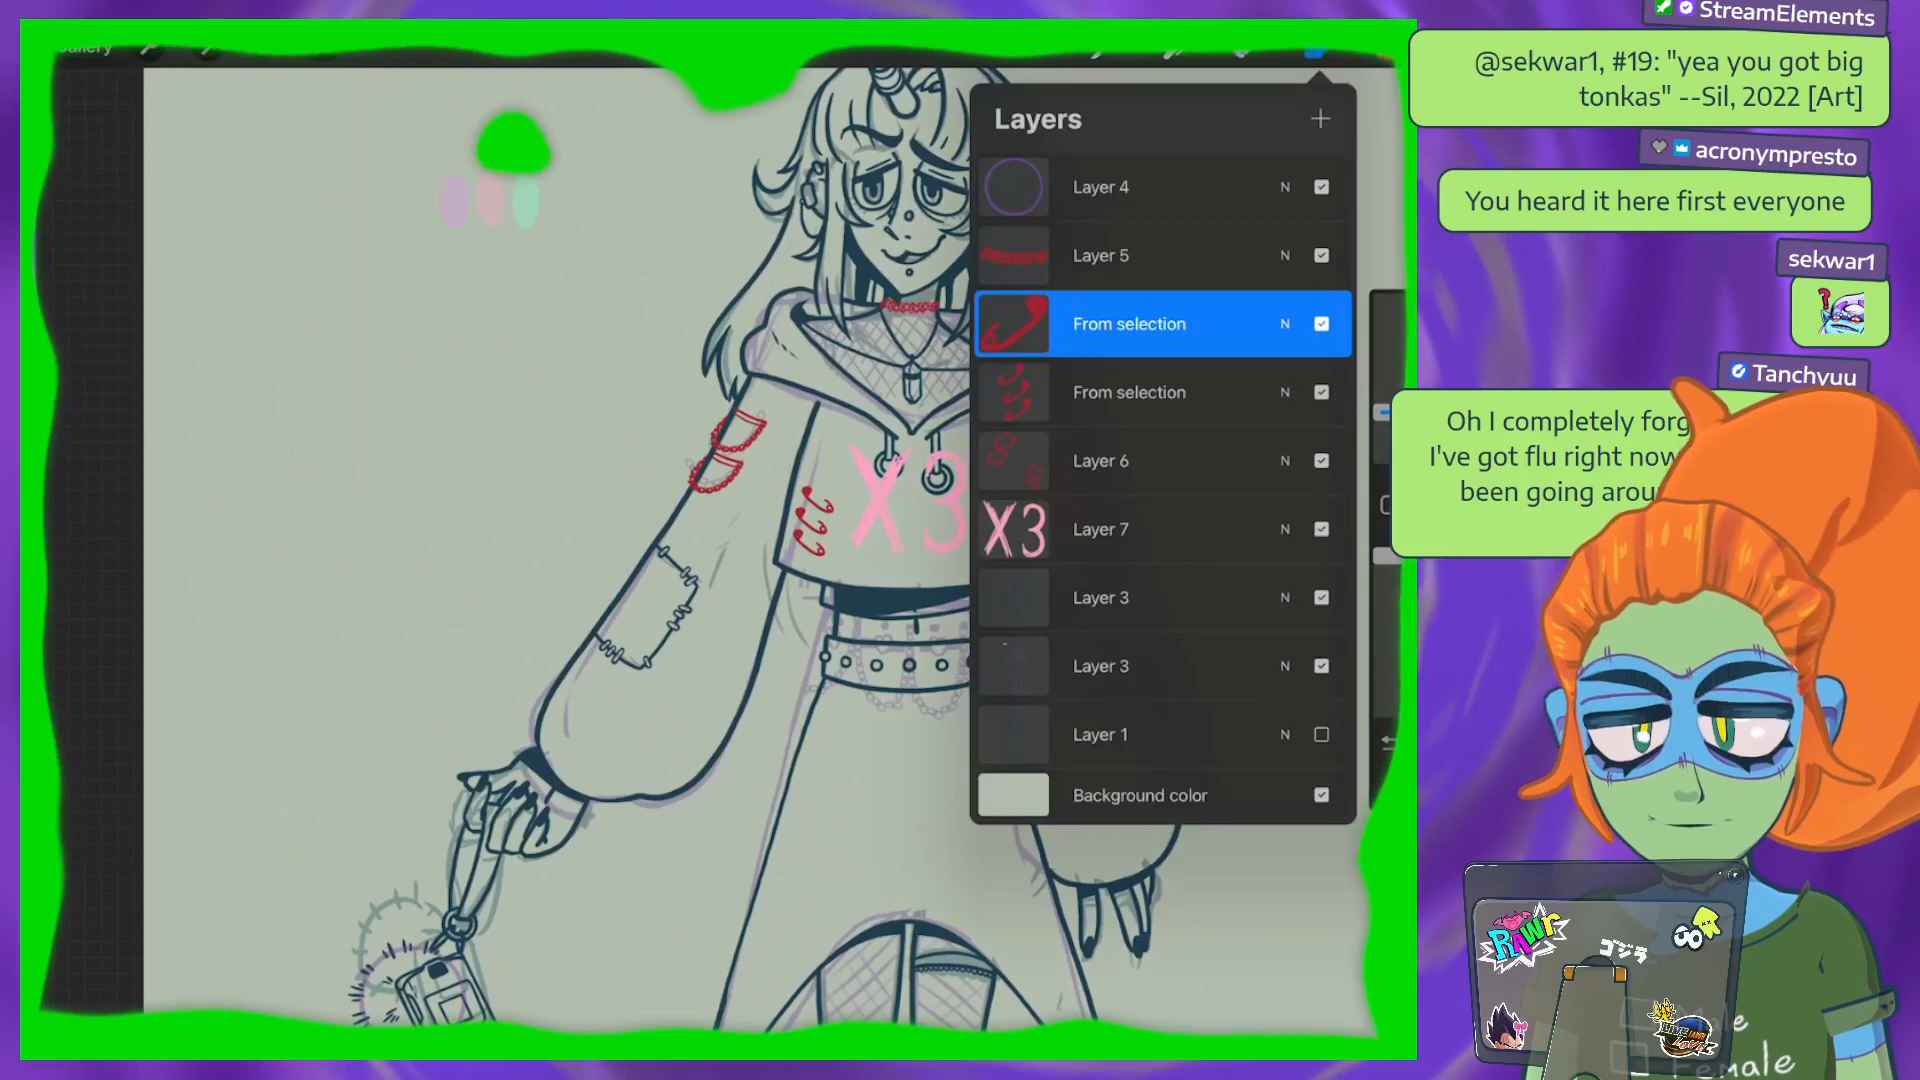 StreamElements
@sekwar1, #19: "yea you got big
tonkas" --Sil, 2022 [Art]
acronympresto
You heard it here first everyone
sekwar1
Tanchyuu
Oh I completely forg
I've got flu right now
been going arou
Layers
Layer 4 N
Layer 5 N
From selection N
From selection N
Layer 6 N
X3 Layer 7 N
Layer 3 N
Layer 3 N
Layer 1 N
Background color
X3
RAWr
ゴジラ
Female